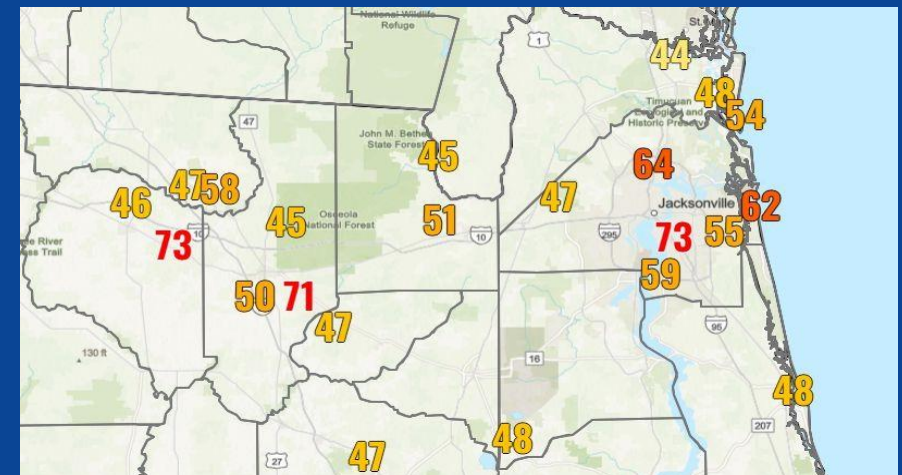 National Wildlife
Refuge
1
44
48
Timucuan
Ecological and
Historic Preserve
54
47
John M. Bethea
State Forest
45
64
46
47
58
45
Osceola
National Forest
51
47
Jacksonville
62
73
10
10
295
73
55
ss Trail
50
71
59
47
95
130 ft
16
48
207
27
47
48